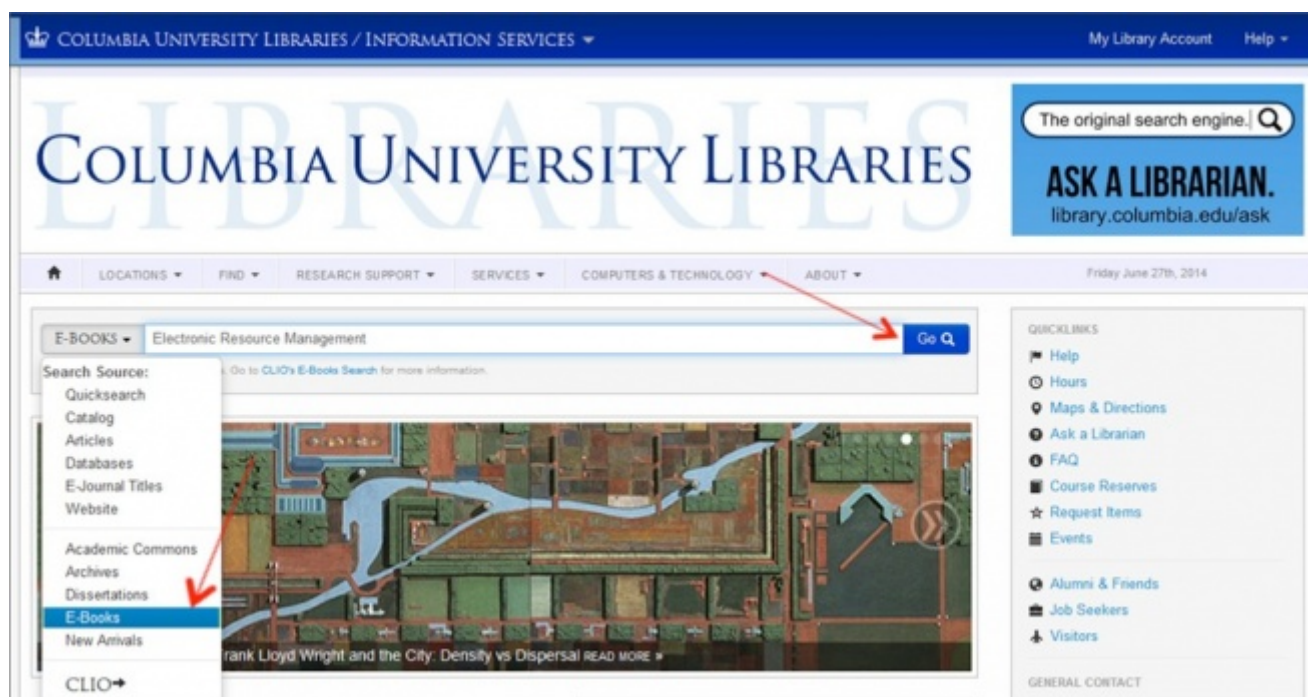 COLUMBIA UNIVERSITY LIBRARIES / INFORMATION SERVICES
My Library Account Help
LIBRARIES
COLUMBIA UNIVERSITY LIBRARIES
The original search engine.
ASK A LIBRARIAN.
library.columbia.edu/ask
LOCATIONS FIND RESEARCH SUPPORT SERVICES COMPUTERS & TECHNOLOGY ABOUT
Friday June 27th, 2014
E-BOOKS Electronic Resource Management Go
. Go to CLIO's E-Books Search for more information.
Search Source:
Quicksearch
Catalog
Articles
Databases
E-Journal Titles
Website
Academic Commons
Archives
Dissertations
E-Books
New Arrivals
CLIO
rank Lloyd Wright and the City: Density vs Dispersal READ MORE »
QUICKLINKS
Help
Hours
Maps & Directions
Ask a Librarian
FAQ
Course Reserves
Request Items
Events
Alumni & Friends
Job Seekers
Visitors
GENERAL CONTACT